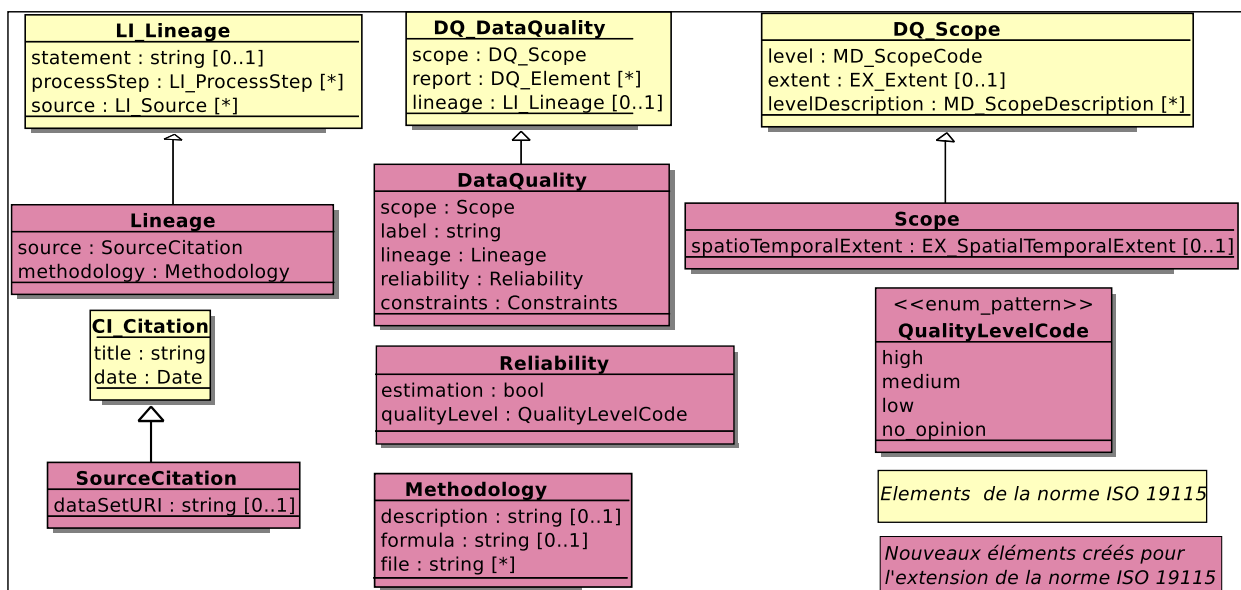 LI_Lineage
statement : string [0..1]
processStep : LI_ProcessStep [*]
source : LI_Source [*]
DQ_DataQuality
scope : DQ_Scope
report : DQ_Element [*]
lineage : LI_Lineage [0..1]
DQ_Scope
level : MD_ScopeCode
extent : EX_Extent [0..1]
levelDescription : MD_ScopeDescription [*]
Lineage
source : SourceCitation
methodology : Methodology
DataQuality
scope : Scope
label : string
lineage : Lineage
reliability : Reliability
constraints : Constraints
Scope
spatioTemporalExtent : EX_SpatialTemporalExtent [0..1]
CI_Citation
title : string
date : Date
Reliability
estimation : bool
qualityLevel : QualityLevelCode
<<enum_pattern>>
QualityLevelCode
high
medium
low
no_opinion
SourceCitation
dataSetURI : string [0..1]
Methodology
description : string [0..1]
formula : string [0..1]
file : string [*]
Elements de la norme ISO 19115
Nouveaux éléments créés pour
l'extension de la norme ISO 19115